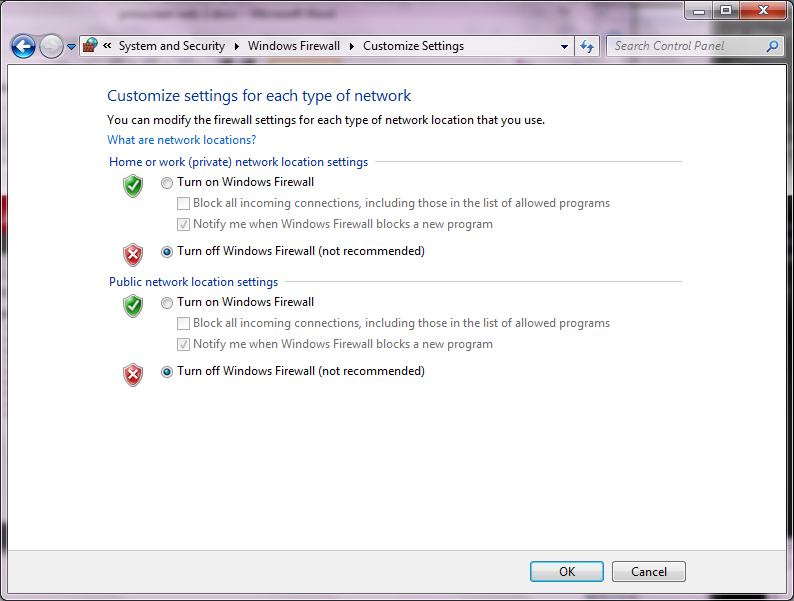 « System and Security Windows Firewall Customize Settings Search Control Panel
Customize settings for each type of network
You can modify the firewall settings for each type of network location that you use.
What are network locations?
Home or work (private) network location settings
Turn on Windows Firewall
Block all incoming connections, including those in the list of allowed programs
Notify me when Windows Firewall blocks a new program
Turn off Windows Firewall (not recommended)
Public network location settings
Turn on Windows Firewall
Block all incoming connections, including those in the list of allowed programs
Notify me when Windows Firewall blocks a new program
Turn off Windows Firewall (not recommended)
OK Cancel